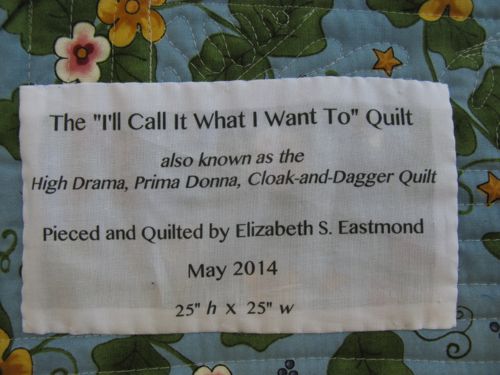 The "I'll Call It What I Want To" Quilt
also known as the
High Drama, Prima Donna, Cloak-and-Dagger Quilt
Pieced and Quilted by Elizabeth S. Eastmond
May 2014
25" h x 25" w